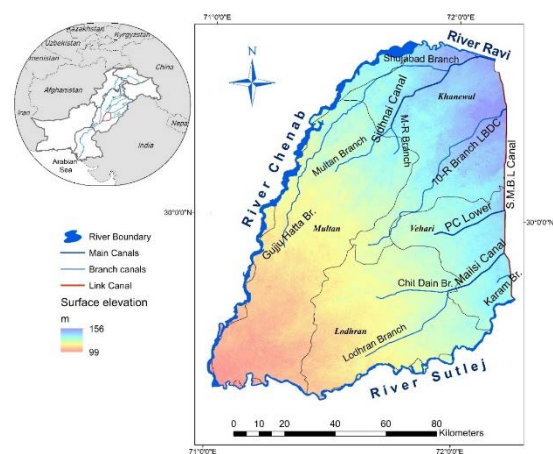 Kazakhstan
Uzbekistan
Kyrgyzstan
menistan
China
Afghanistan
Iran
Nepa
Arabian
Sea
India
River Boundary
Main Canals
Branch canals
Link Canal
Surface elevation
m
156
99
71°0'0"E
72°0'0"E
30°0'0"N
30°0'0"N
N
River Ravi
Shujabad Branch
Khanewal
Sidhnai Canal
M-R Branch
10-R Branch LBDC
S.M.B.L Canal
River Chenab
Multan Branch
Gujju Hatta Br.
Multan
Vehari
PC Lower
Mailsi Canal
Chit Dain Br.
Karam Br.
Lodhran
Lodhran Branch
River Sutlej
0 10 20 40 60 80
Kilometers
71°0'0"E
72°0'0"E